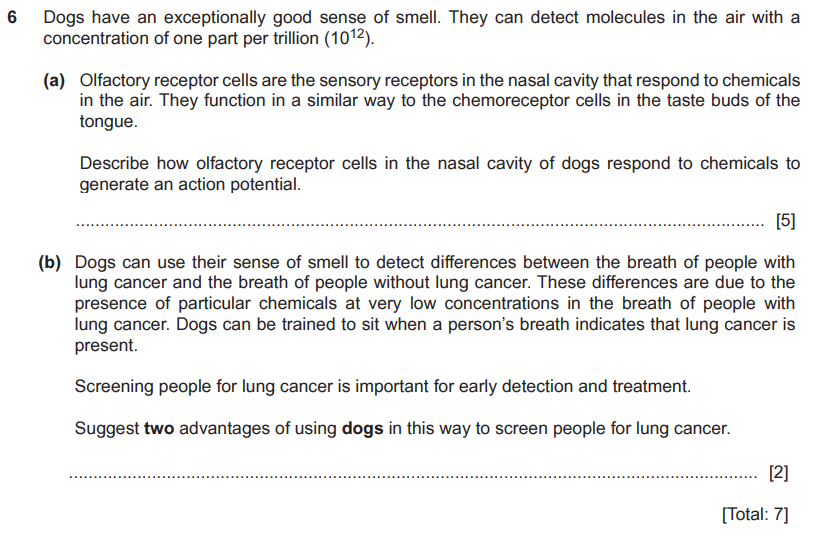 6 Dogs have an exceptionally good sense of smell. They can detect molecules in the air with a
concentration of one part per trillion (10¹²).
(a) Olfactory receptor cells are the sensory receptors in the nasal cavity that respond to chemicals
in the air. They function in a similar way to the chemoreceptor cells in the taste buds of the
tongue.
Describe how olfactory receptor cells in the nasal cavity of dogs respond to chemicals to
generate an action potential.
.......................................................................................................................................... [5]
(b) Dogs can use their sense of smell to detect differences between the breath of people with
lung cancer and the breath of people without lung cancer. These differences are due to the
presence of particular chemicals at very low concentrations in the breath of people with
lung cancer. Dogs can be trained to sit when a person's breath indicates that lung cancer is
present.
Screening people for lung cancer is important for early detection and treatment.
Suggest two advantages of using dogs in this way to screen people for lung cancer.
.......................................................................................................................................... [2]
[Total: 7]